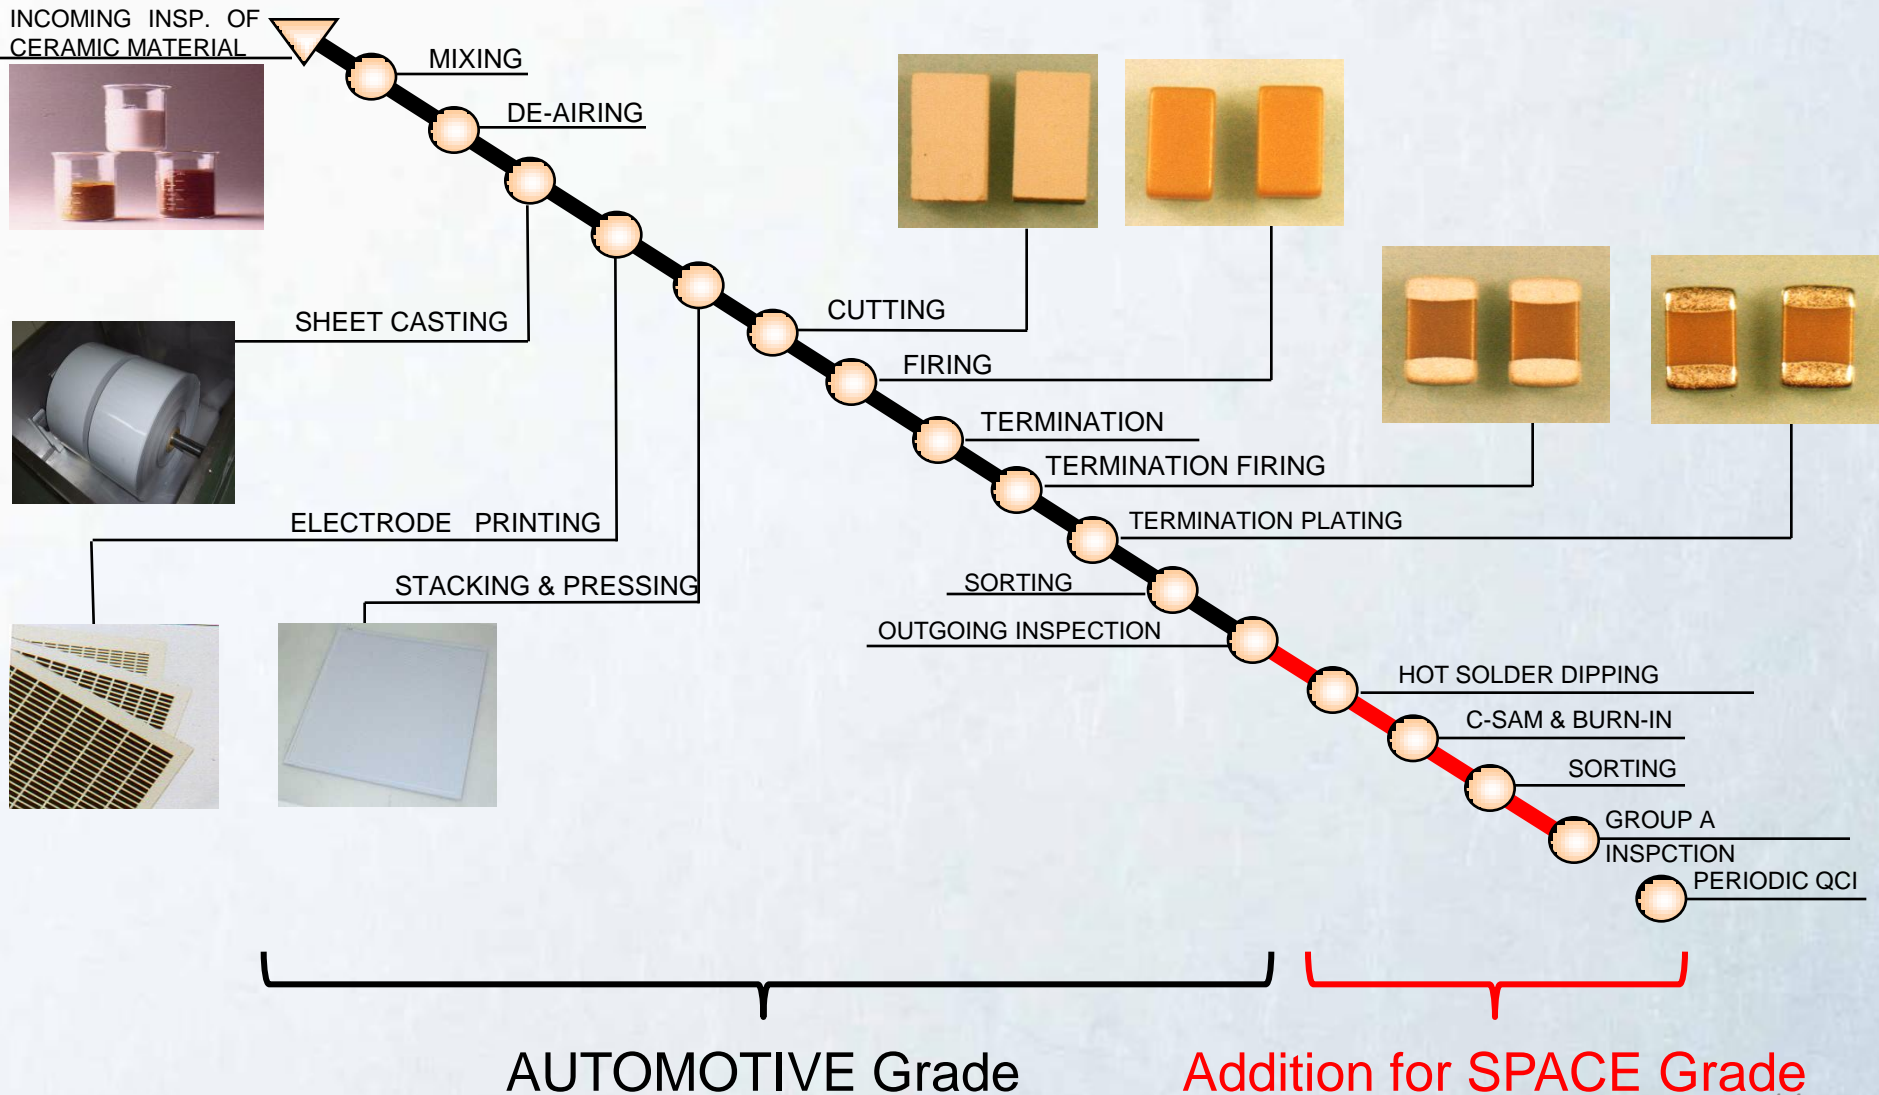 INCOMING INSP. OF
CERAMIC MATERIAL
MIXING
DE-AIRING
SHEET CASTING
ELECTRODE PRINTING
STACKING & PRESSING
CUTTING
FIRING
TERMINATION
TERMINATION FIRING
TERMINATION PLATING
SORTING
OUTGOING INSPECTION
HOT SOLDER DIPPING
C-SAM & BURN-IN
SORTING
GROUP A
INSPCTION
PERIODIC QCI
AUTOMOTIVE Grade
Addition for SPACE Grade